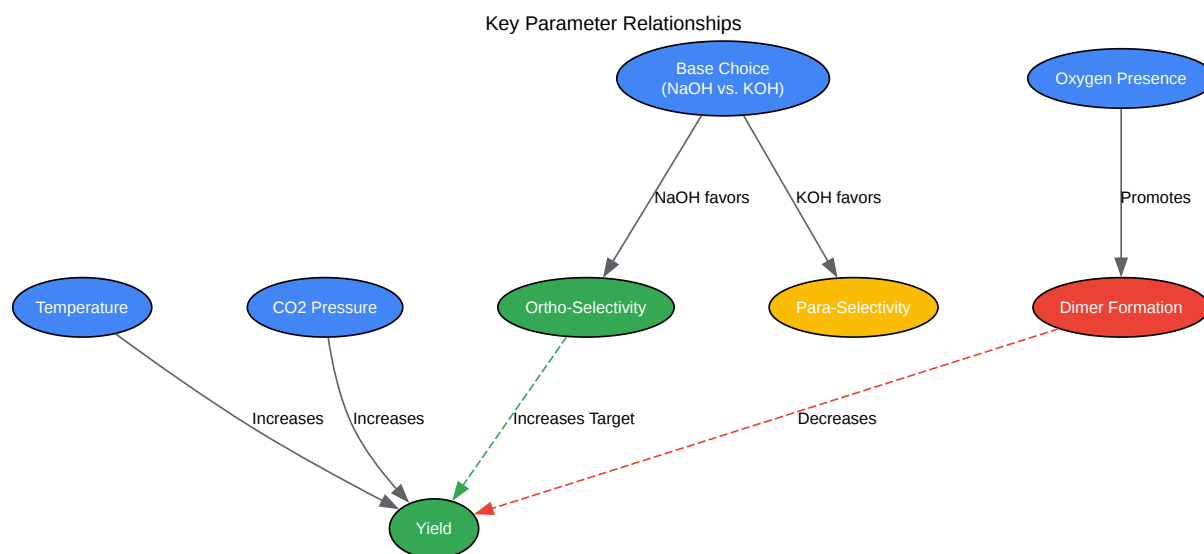 Key Parameter Relationships
Base Choice
(NaOH vs. KOH)
Oxygen Presence
NaOH favors
KOH favors
Promotes
Temperature
CO2 Pressure
Ortho-Selectivity
Para-Selectivity
Dimer Formation
Increases
Increases
Increases Target
Decreases
Yield